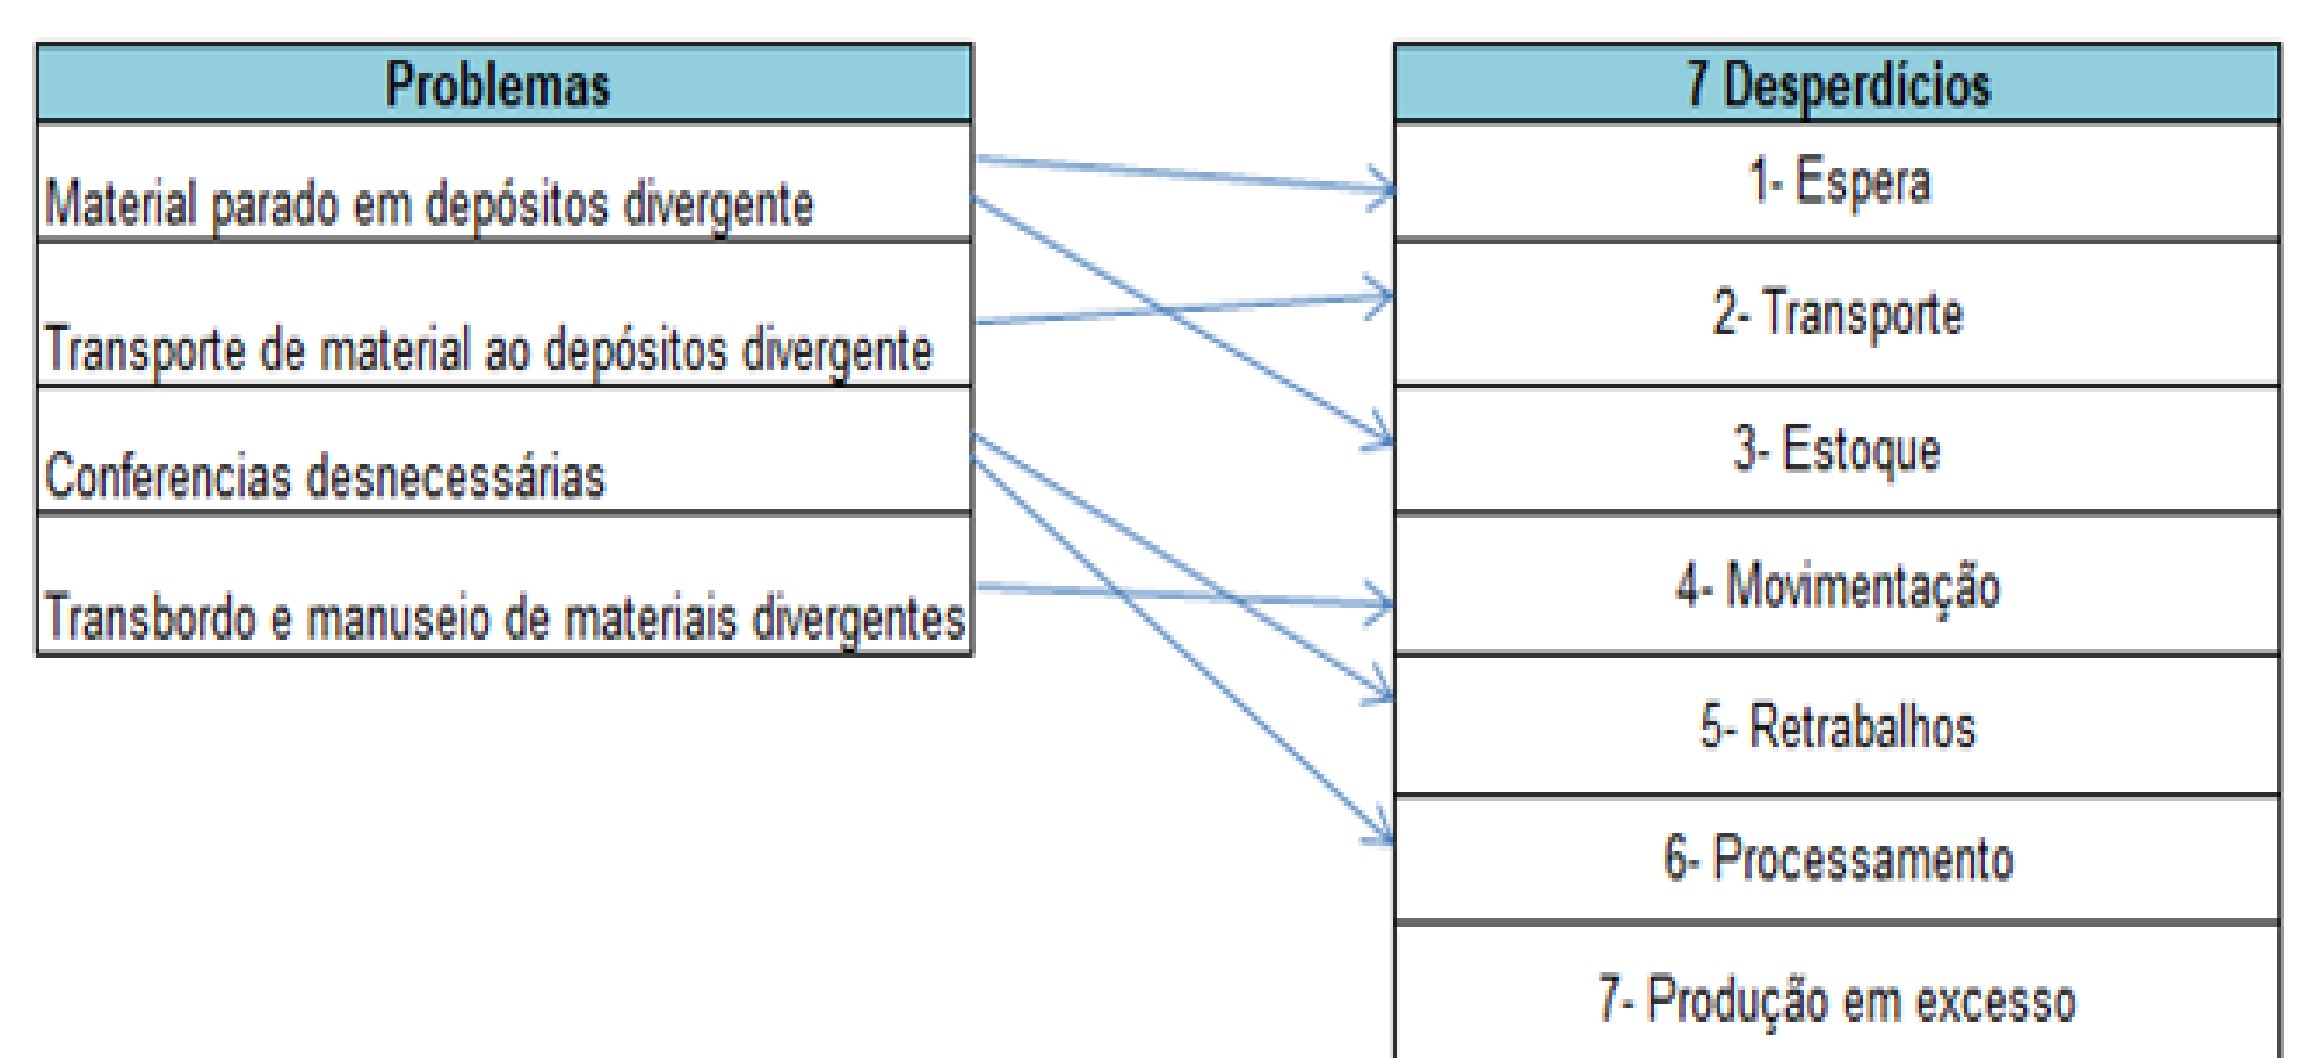 Problemas
Material parado em depósitos divergente
Transporte de material ao depósitos divergente
Conferencias desnecessárias
Transbordo e manuseio de materiais divergentes
7 Desperdícios
1- Espera
2- Transporte
3- Estoque
4- Movimentação
5- Retrabalhos
6- Processamento
7- Produção em excesso